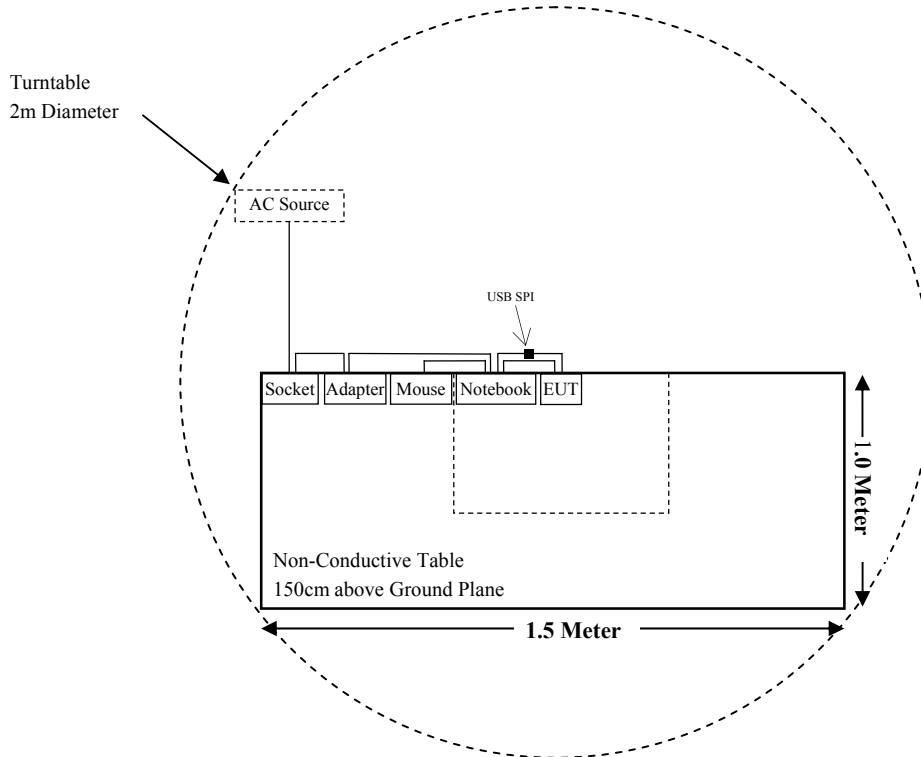 Turntable
2m Diameter
AC Source
USB SPI
Socket
Adapter
Mouse
Notebook
EUT
1.0 Meter
Non-Conductive Table
150cm above Ground Plane
1.5 Meter